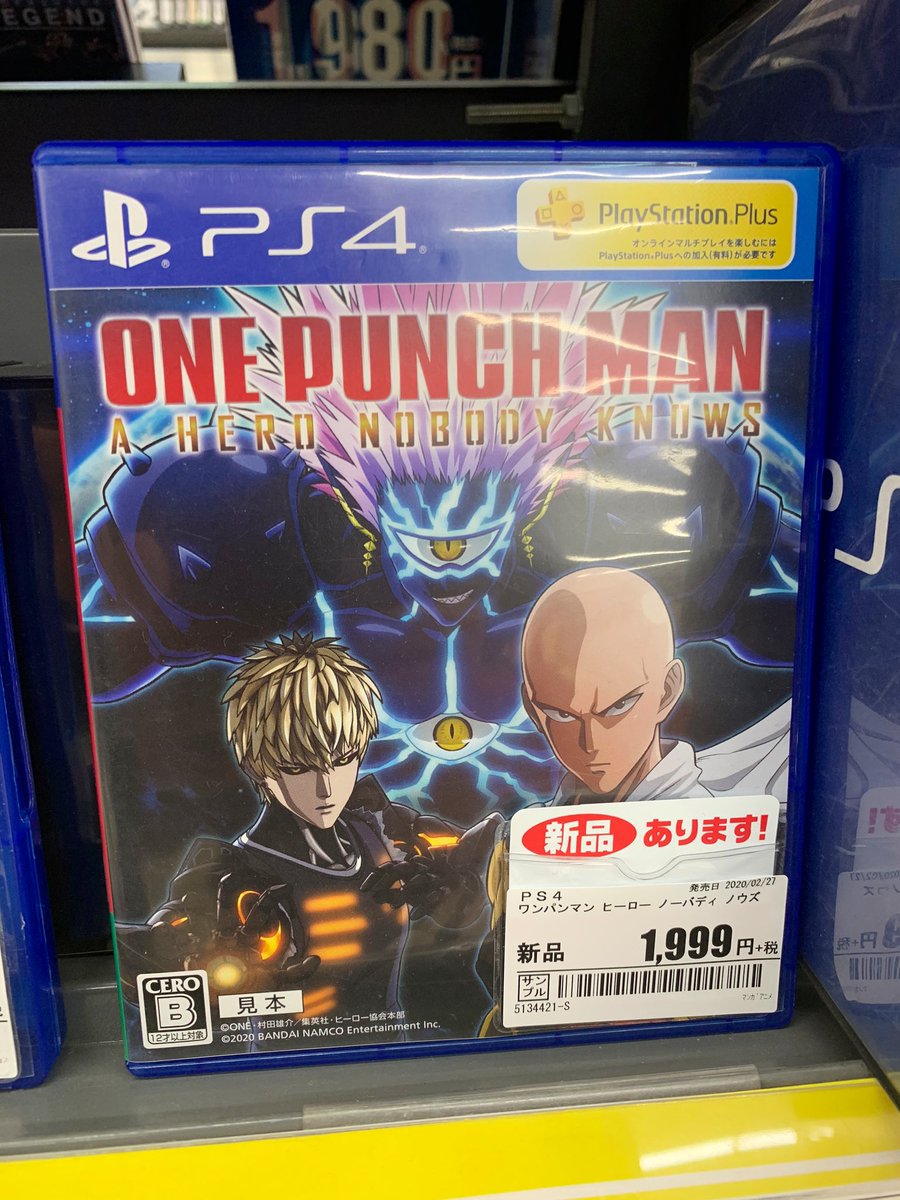 LEGEND
1,980円
PS4
PlayStation®Plus
オンラインマルチプレイを楽しむには
PlayStation®Plusへの加入(有料)が必要です
ONE PUNCH MAN
A HERO NOBODY KNOWS
新品 あります!
発売日 2020/02/27
PS4
ワンパンマン ヒーロー ノーバディ ノウズ
新品 1,999円+税
サンプル
5134421-S
マンガ゙アニメ
CERO
B
12才以上対象
見本
©ONE・村田雄介/集英社・ヒーロー協会本部
©2020 BANDAI NAMCO Entertainment Inc.